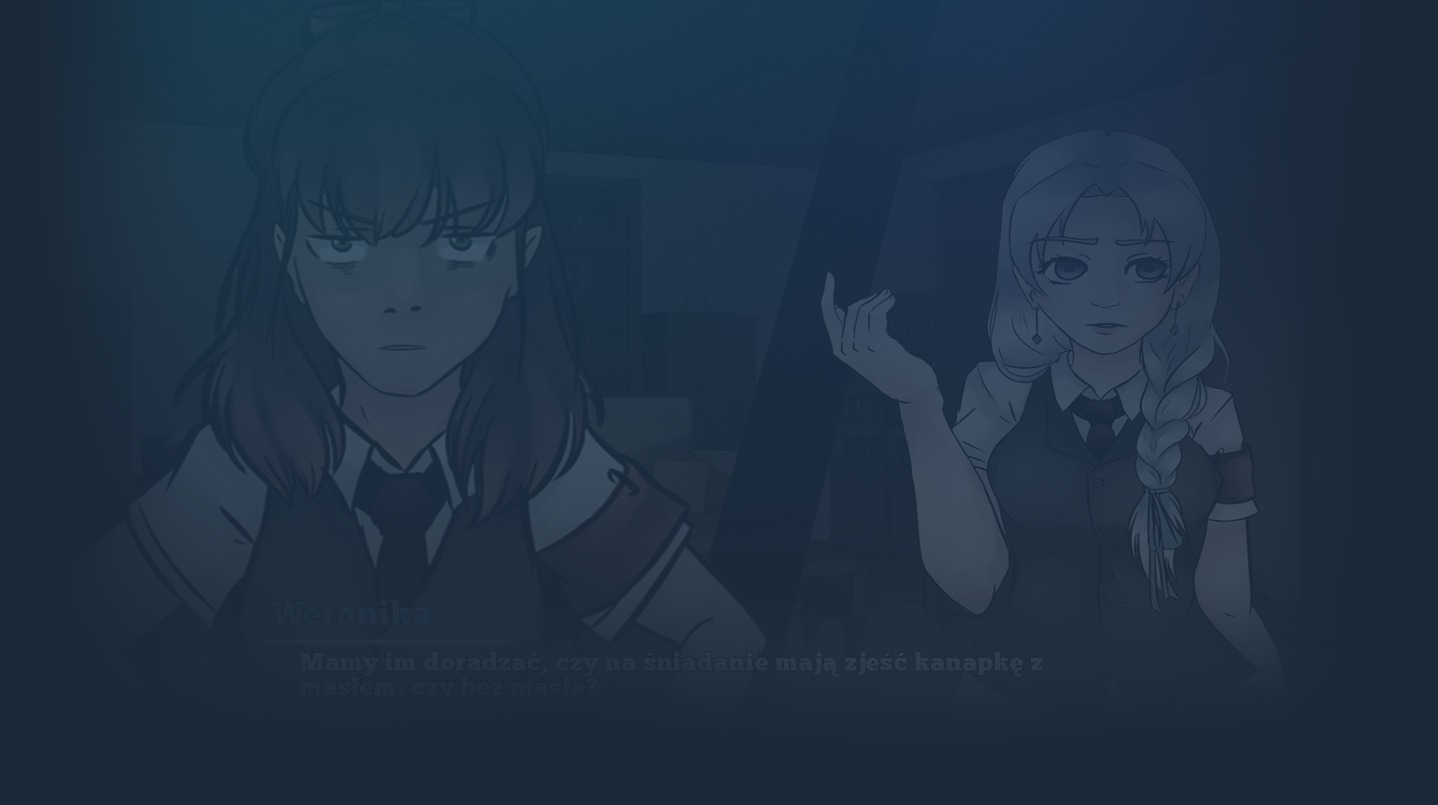 Weronika
Mamy im doradzać, czy na śniadanie mają zjeść kanapkę z
masłem, czy bez masła?